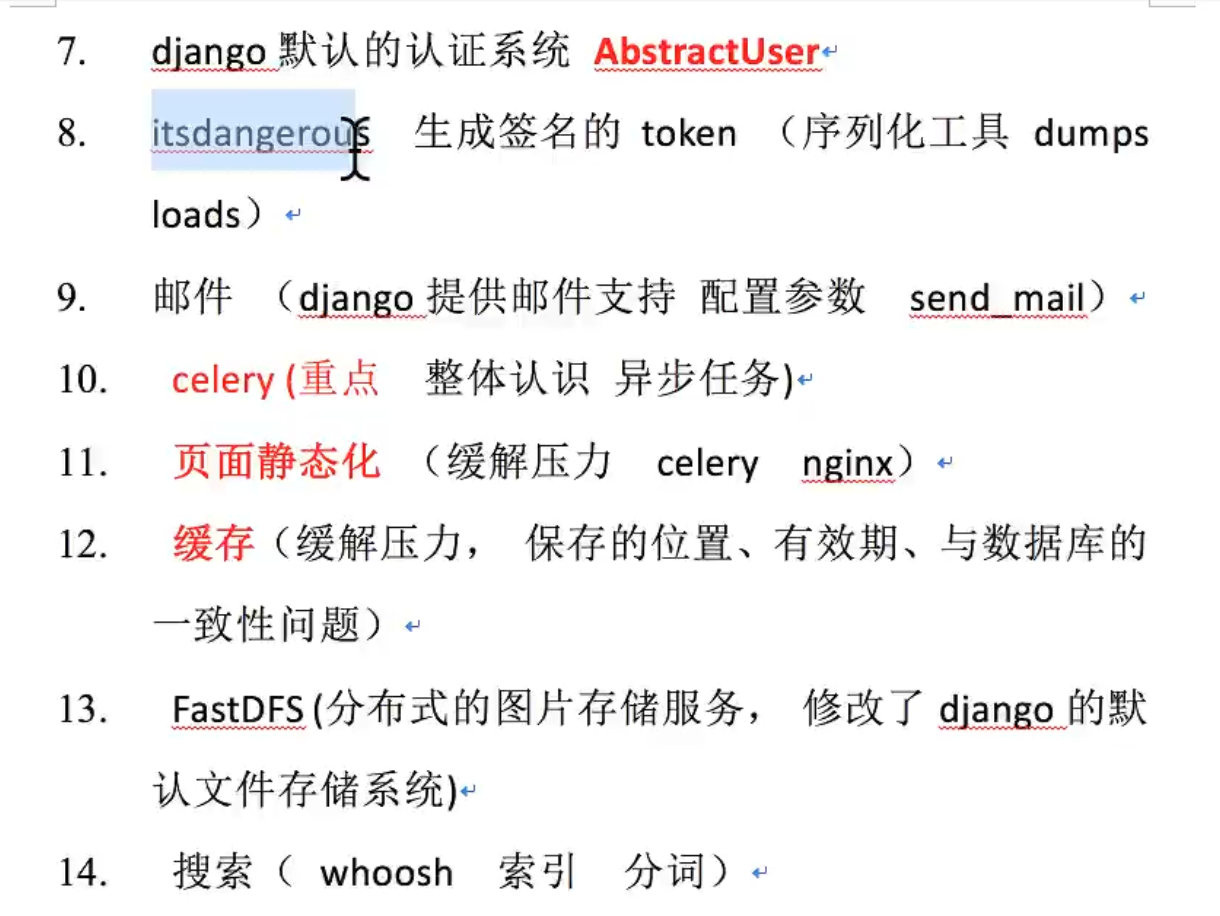 7. django 默认的认证系统 AbstractUser
8. itsdangerous 生成签名的 token （序列化工具 dumps
loads）
9. 邮件 （django 提供邮件支持 配置参数 send_mail）
10. celery (重点 整体认识 异步任务)
11. 页面静态化 （缓解压力 celery nginx）
12. 缓存（缓解压力， 保存的位置、有效期、与数据库的
一致性问题）
13. FastDFS (分布式的图片存储服务， 修改了 django 的默
认文件存储系统)
14. 搜索（ whoosh 索引 分词）